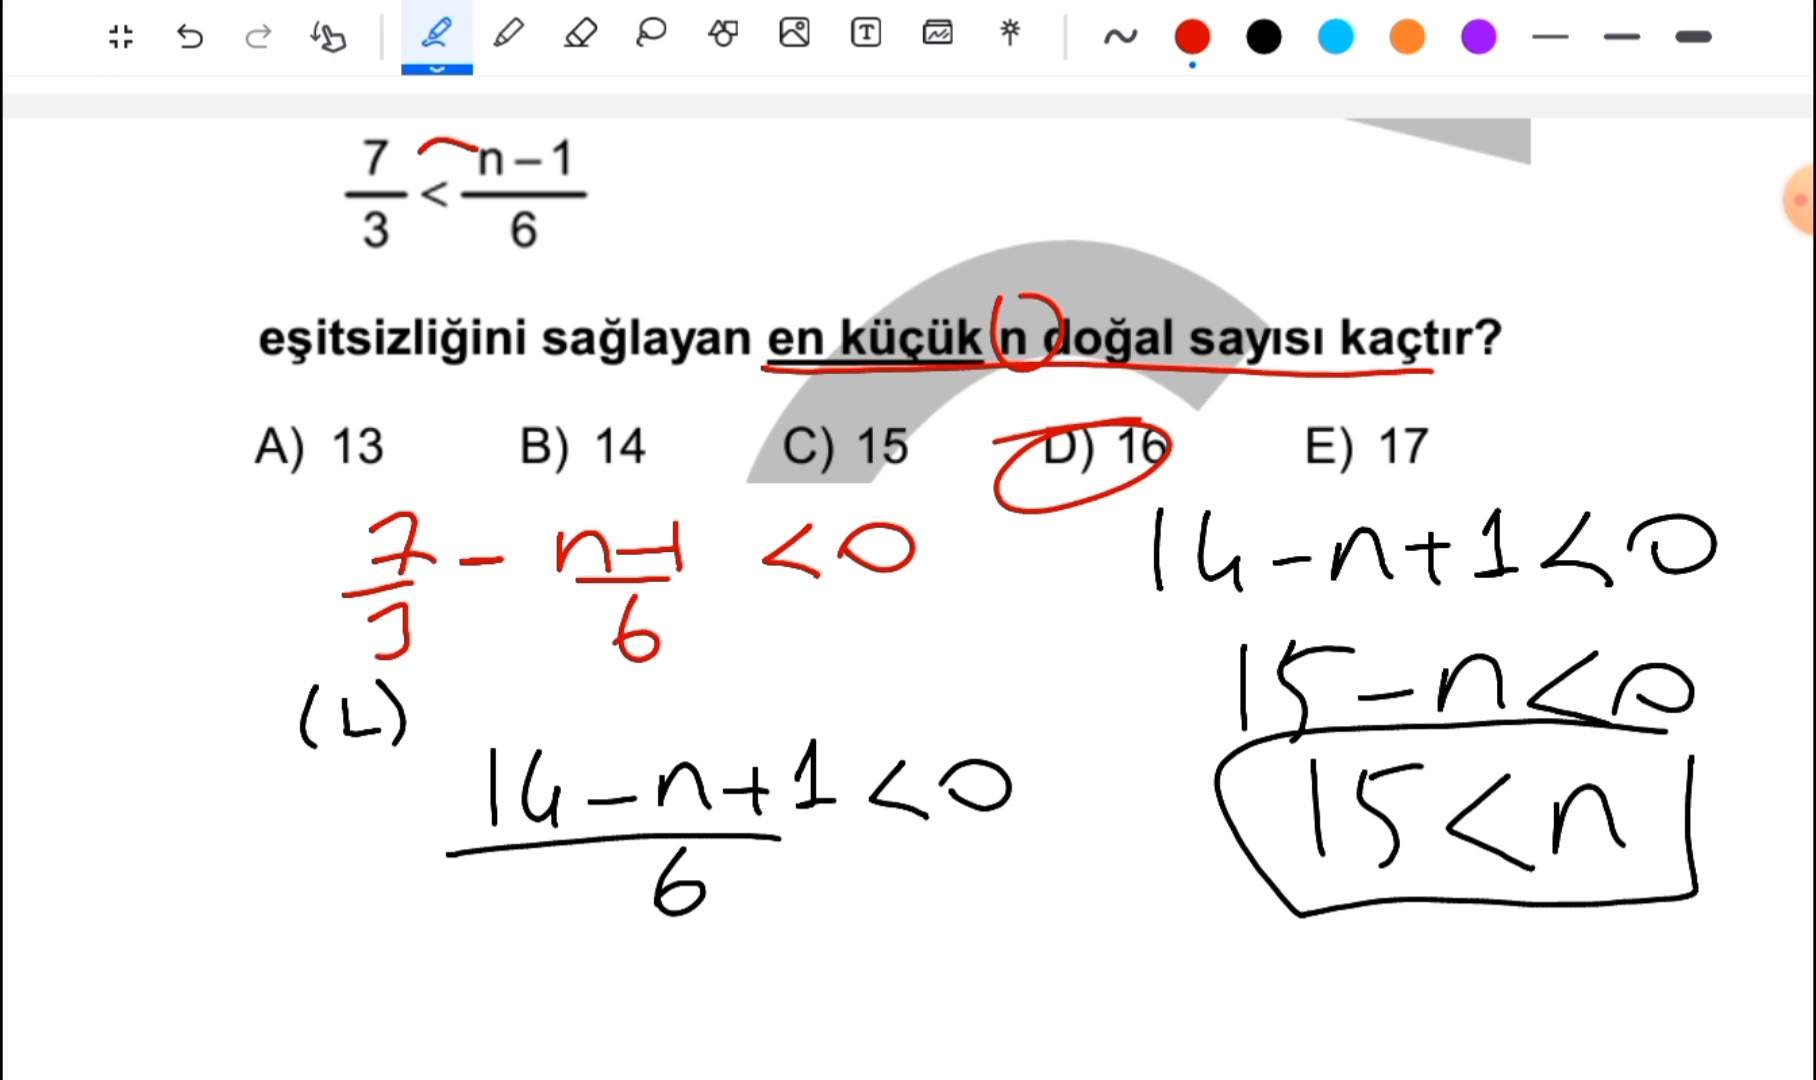 7/3 < n – 1/6
eşitsizliğini sağlayan en küçük n doğal sayısı kaçtır?
A) 13 B) 14 C) 15 D) 16 E) 17
7/3 - n-1/6 < 0
(2)
14-n+1/6 < 0
14-n+1<0
15-n<0
15<n